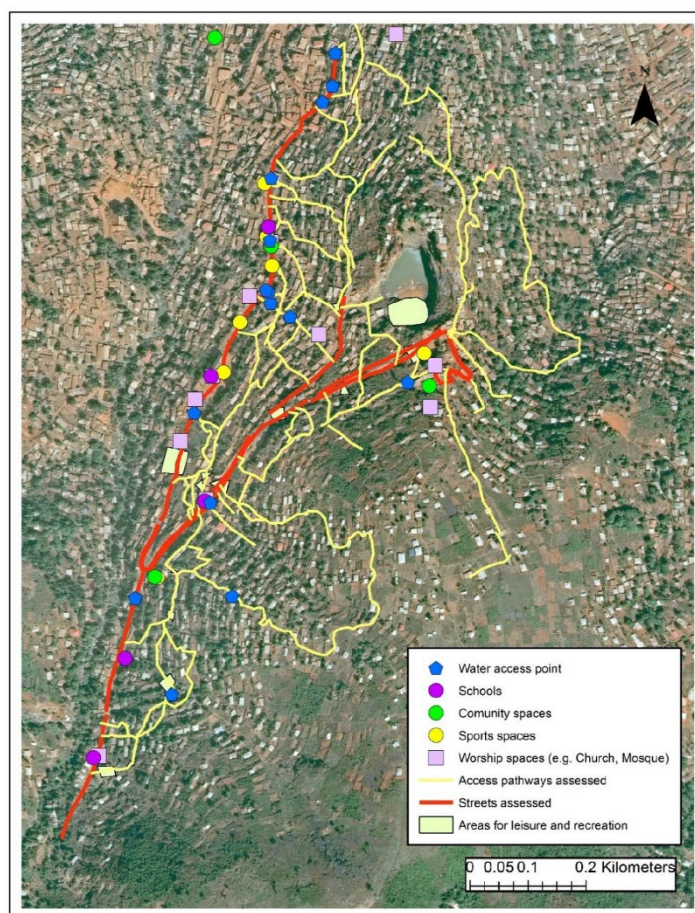 N
Water access point
Schools
Comunity spaces
Sports spaces
Worship spaces (e.g. Church, Mosque)
Access pathways assessed
Streets assessed
Areas for leisure and recreation
0 0.05 0.1 0.2 Kilometers